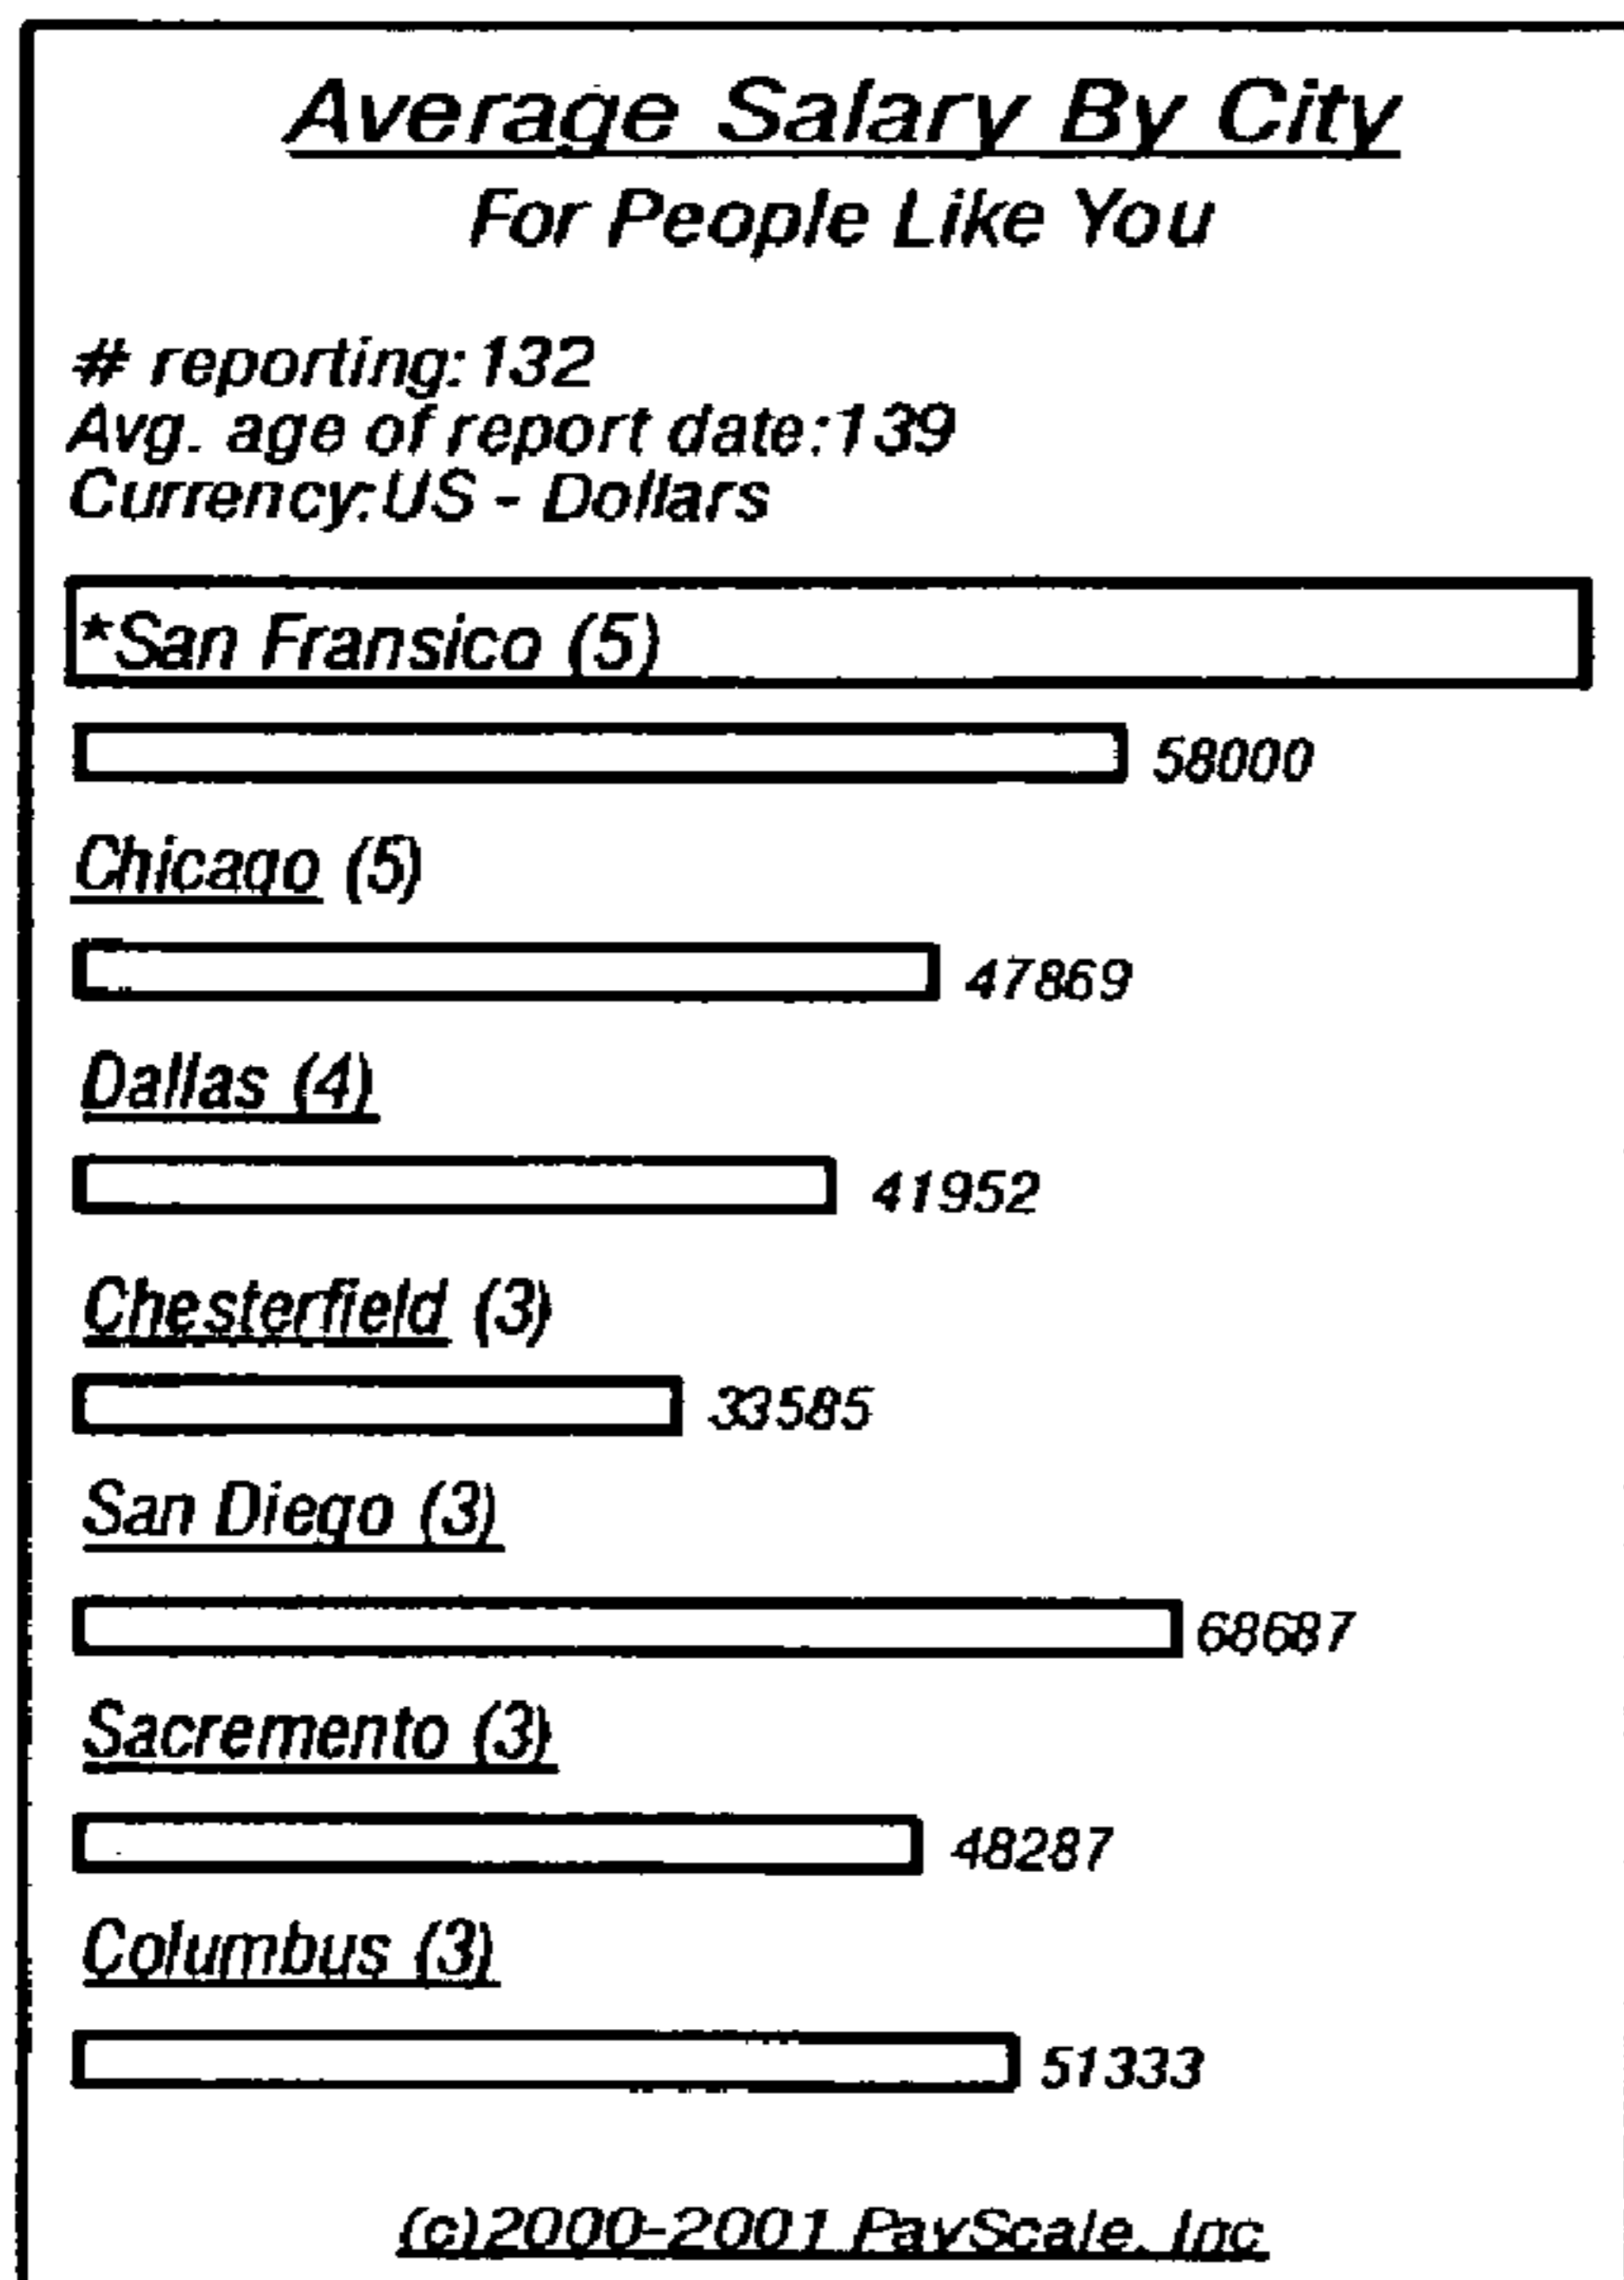 Average Salary By City
For People Like You
# reporting:132
Avg. age of report date:139
Currency:US - Dollars
*San Fransico (5)
58000
Chicago (5)
47869
Dallas (4)
41952
Chesterfield (3)
33585
San Diego (3)
68687
Sacremento (3)
48287
Columbus (3)
51333
(c)2000-2001 PayScale, Inc